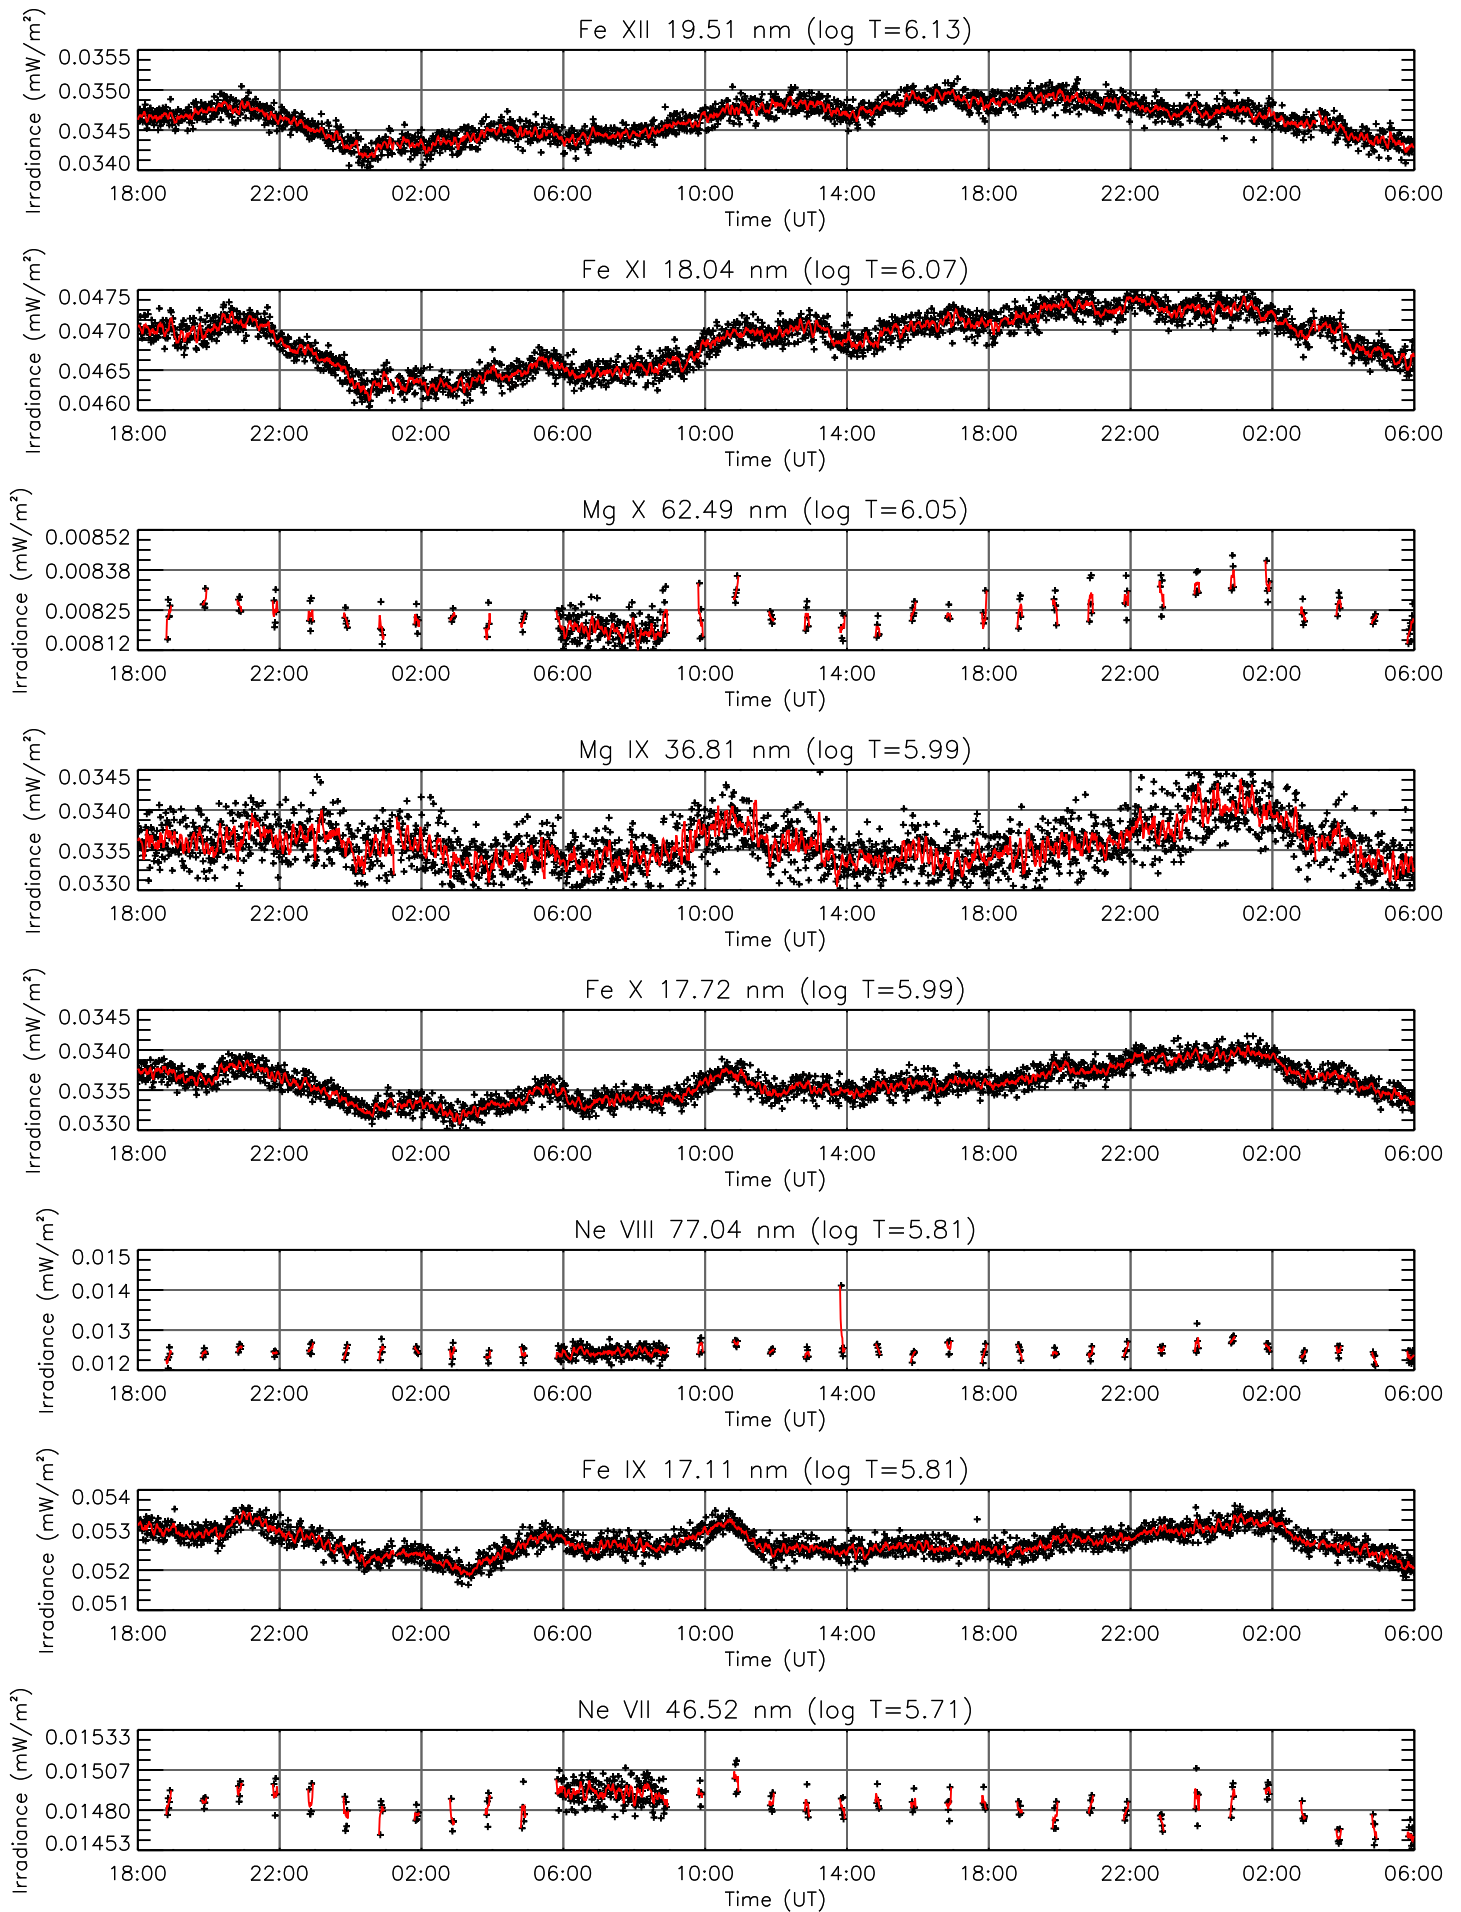 Fe XII 19.51 nm (log T=6.13)
Irradiance (mW/m²)
0.0355
0.0350
0.0345
0.0340
18:00 22:00 02:00 06:00 10:00 14:00 18:00 22:00 02:00 06:00
Time (UT)
Fe XI 18.04 nm (log T=6.07)
Irradiance (mW/m²)
0.0475
0.0470
0.0465
0.0460
18:00 22:00 02:00 06:00 10:00 14:00 18:00 22:00 02:00 06:00
Time (UT)
Mg X 62.49 nm (log T=6.05)
Irradiance (mW/m²)
0.00852
0.00838
0.00825
0.00812
18:00 22:00 02:00 06:00 10:00 14:00 18:00 22:00 02:00 06:00
Time (UT)
Mg IX 36.81 nm (log T=5.99)
Irradiance (mW/m²)
0.0345
0.0340
0.0335
0.0330
18:00 22:00 02:00 06:00 10:00 14:00 18:00 22:00 02:00 06:00
Time (UT)
Fe X 17.72 nm (log T=5.99)
Irradiance (mW/m²)
0.0345
0.0340
0.0335
0.0330
18:00 22:00 02:00 06:00 10:00 14:00 18:00 22:00 02:00 06:00
Time (UT)
Ne VIII 77.04 nm (log T=5.81)
Irradiance (mW/m²)
0.015
0.014
0.013
0.012
18:00 22:00 02:00 06:00 10:00 14:00 18:00 22:00 02:00 06:00
Time (UT)
Fe IX 17.11 nm (log T=5.81)
Irradiance (mW/m²)
0.054
0.053
0.052
0.051
18:00 22:00 02:00 06:00 10:00 14:00 18:00 22:00 02:00 06:00
Time (UT)
Ne VII 46.52 nm (log T=5.71)
Irradiance (mW/m²)
0.01533
0.01507
0.01480
0.01453
18:00 22:00 02:00 06:00 10:00 14:00 18:00 22:00 02:00 06:00
Time (UT)